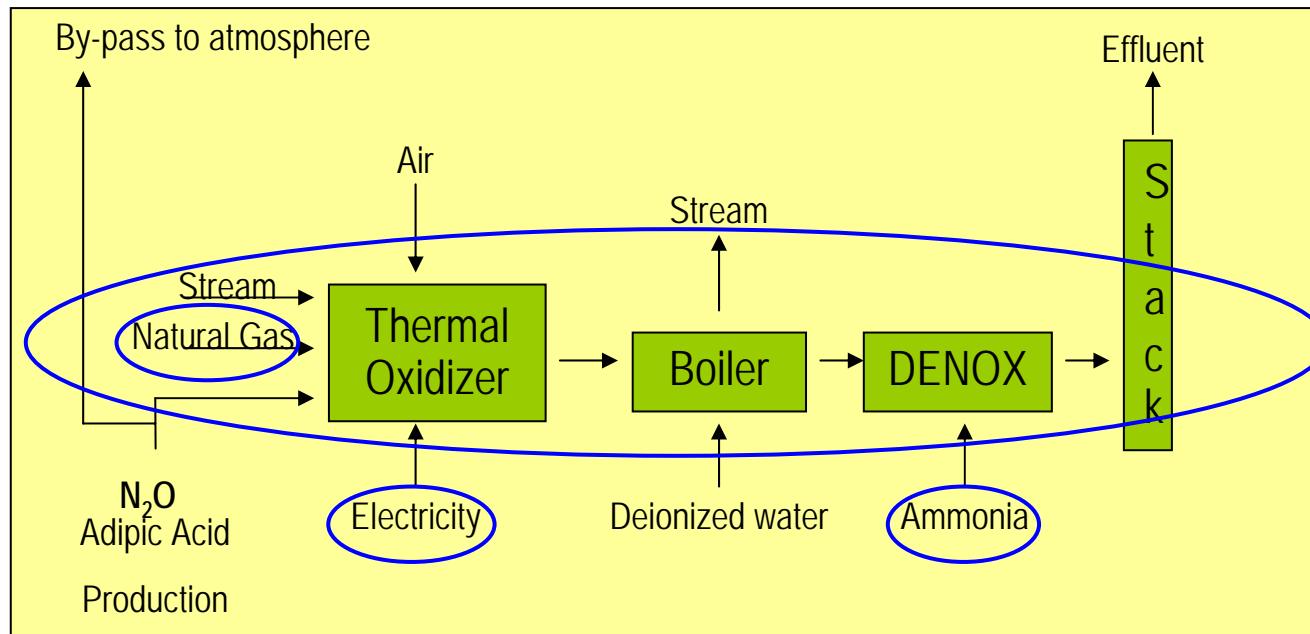 By-pass to atmosphere
Effluent
Air
Stream
Stream
Natural Gas
Thermal
Oxidizer
Boiler
DENOX
Stack
N₂O
Adipic Acid
Production
Electricity
Deionized water
Ammonia